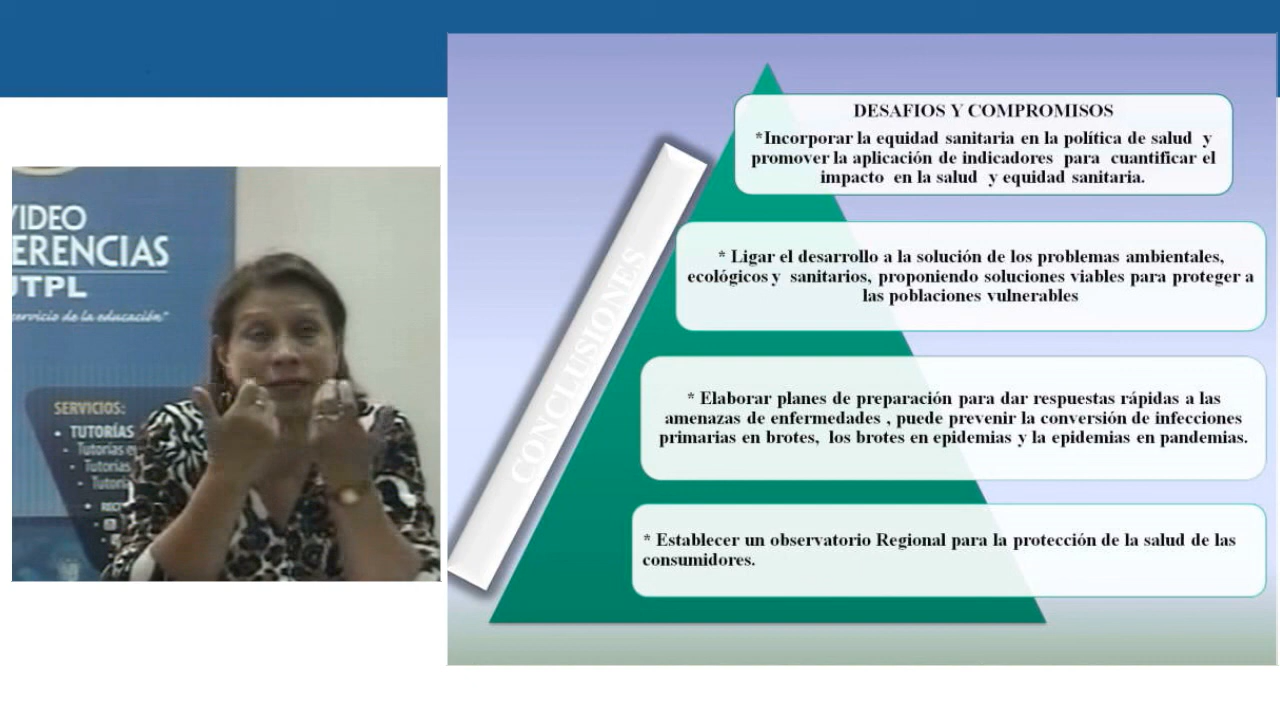 VIDEO
ERENCIAS
UTPL
servicio de la educación"
SERVICIOS:
• TUTORÍAS
• Tutorías
• Tutorías
• Tutorí
CONCLUSIONES
DESAFIOS Y COMPROMISOS
*Incorporar la equidad sanitaria en la política de salud y
promover la aplicación de indicadores para cuantificar el
impacto en la salud y equidad sanitaria.
* Ligar el desarrollo a la solución de los problemas ambientales,
ecológicos y sanitarios, proponiendo soluciones viables para proteger a
las poblaciones vulnerables
* Elaborar planes de preparación para dar respuestas rápidas a las
amenazas de enfermedades , puede prevenir la conversión de infecciones
primarias en brotes, los brotes en epidemias y la epidemias en pandemias.
* Establecer un observatorio Regional para la protección de la salud de las
consumidores.